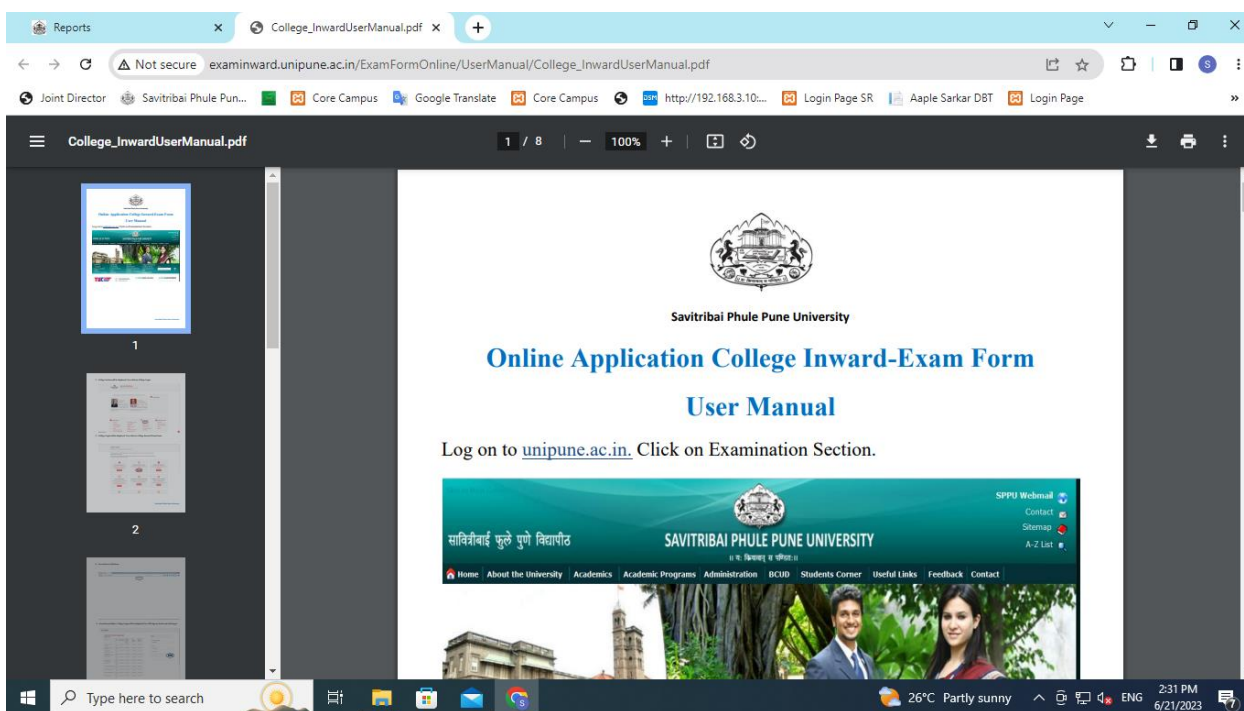 Reports
College_InwardUserManual.pdf
Not secure examinward.unipune.ac.in/ExamFormOnline/UserManual/College_InwardUserManual.pdf
S
Joint Director Savitribai Phule Pun... Core Campus Google Translate Core Campus http://192.168.3.10:... Login Page SR Aaple Sarkar DBT Login Page »
College_InwardUserManual.pdf 1 / 8 100%
1
2
Savitribai Phule Pune University
Online Application College Inward-Exam Form
User Manual
Log on to unipune.ac.in. Click on Examination Section.
SPPU Webmail
Contact
Sitemap
A-Z List
सावित्रीबाई फुले पुणे विद्यापीठ SAVITRIBAI PHULE PUNE UNIVERSITY
Home About the University Academics Academic Programs Administration BCUD Students Corner Useful Links Feedback Contact
Type here to search
26°C Partly sunny ENG 2:31 PM
6/21/2023